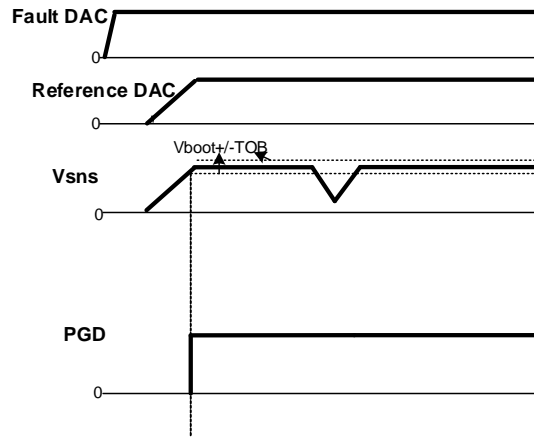 Fault DAC
0
Reference DAC
0
Vboot+/-TOB
Vsns
0
PGD
0